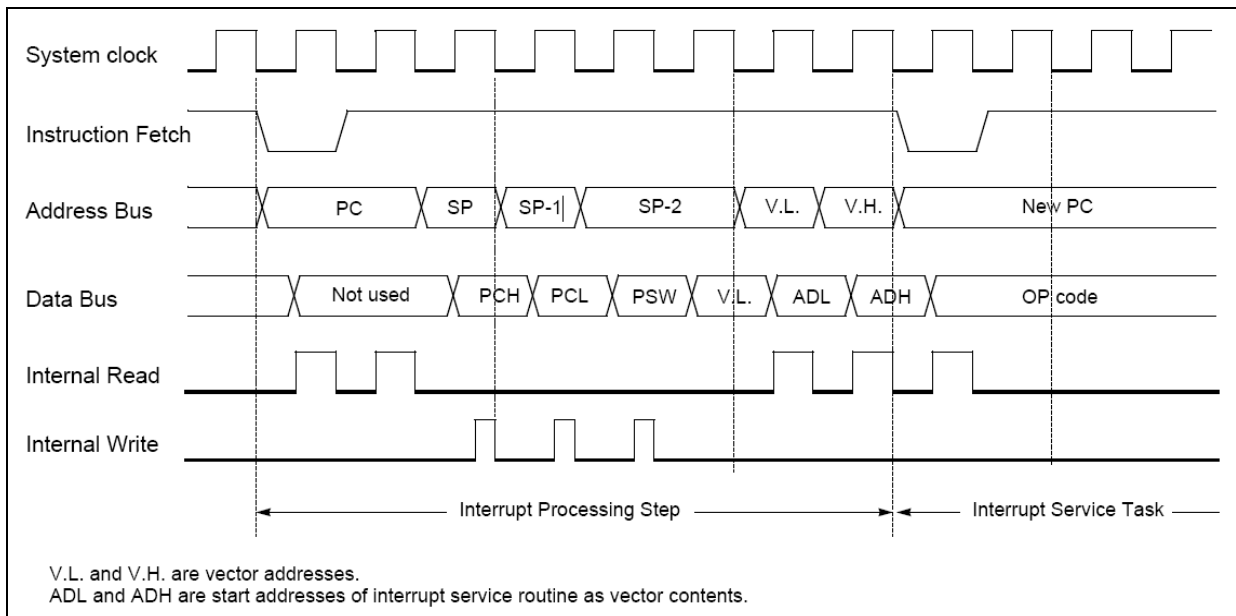 System clock
Instruction Fetch
Address Bus PC SP SP-1 SP-2 V.L. V.H. New PC
Data Bus Not used PCH PCL PSW V.L. ADL ADH OP code
Internal Read
Internal Write
Interrupt Processing Step Interrupt Service Task
V.L. and V.H. are vector addresses.
ADL and ADH are start addresses of interrupt service routine as vector contents.